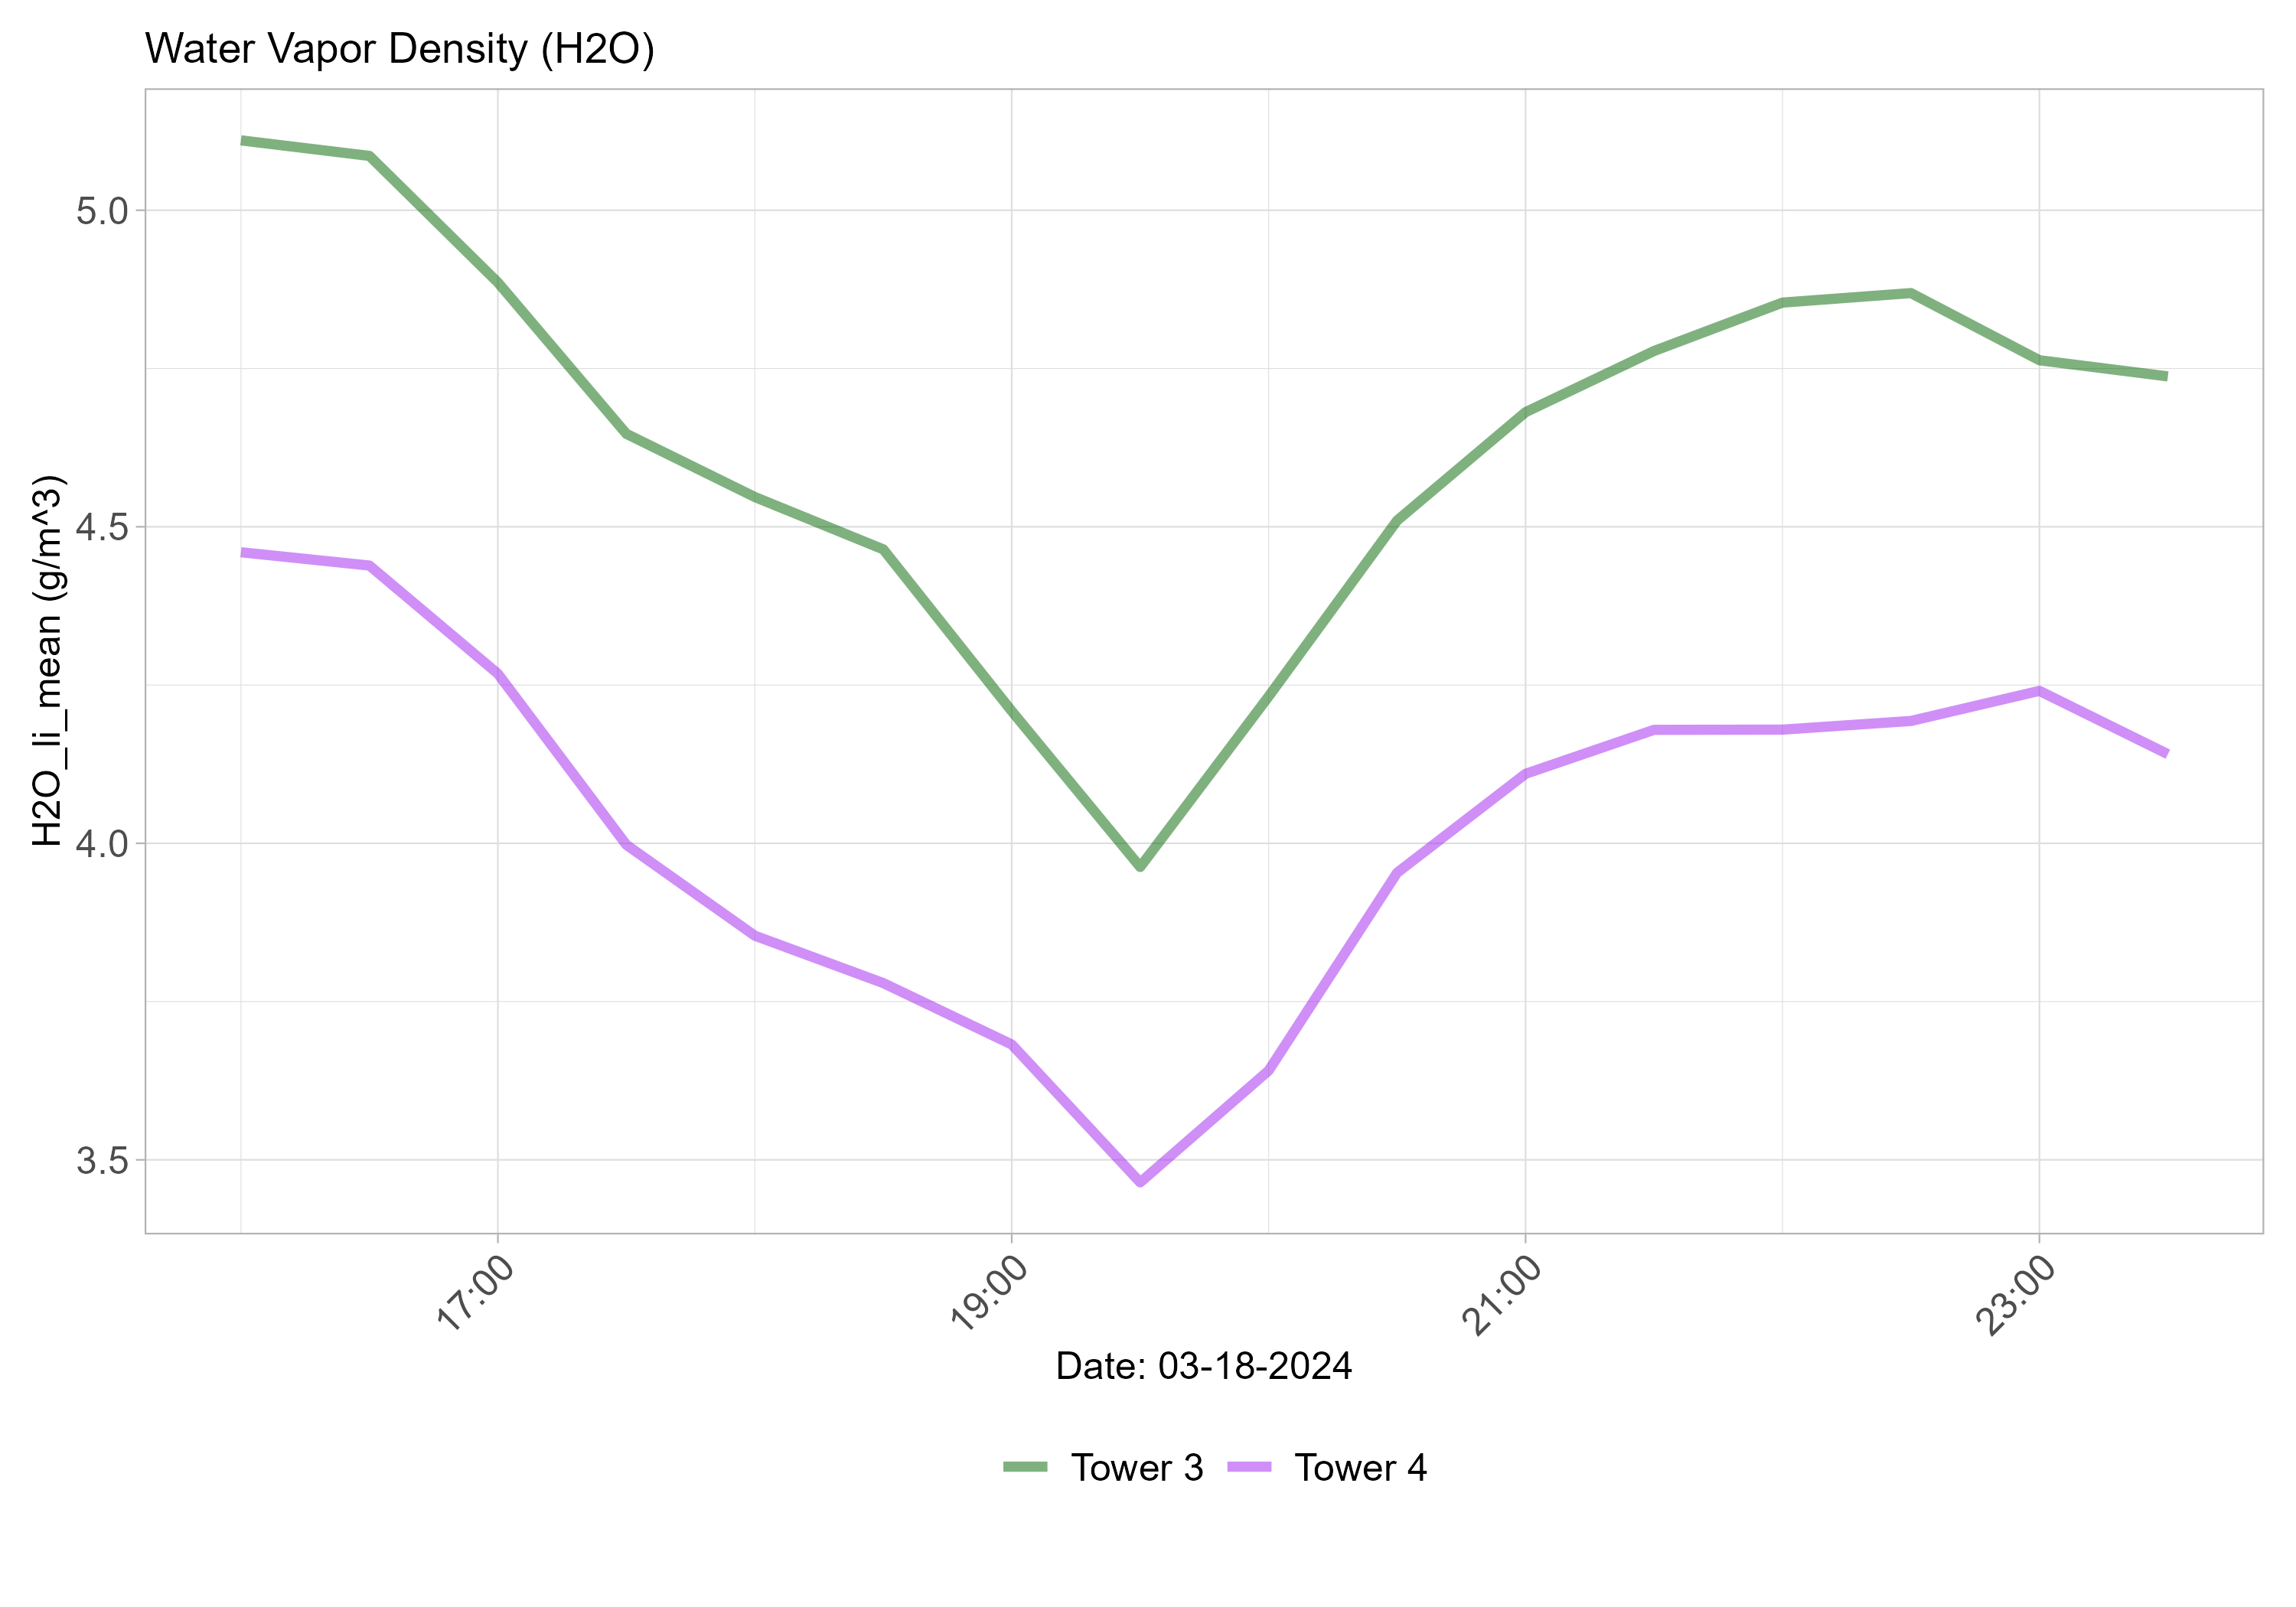 Water Vapor Density (H2O)
H2O_li_mean (g/m^3)
5.0
4.5
4.0
3.5
17:00
19:00
21:00
23:00
Date: 03-18-2024
Tower 3
Tower 4